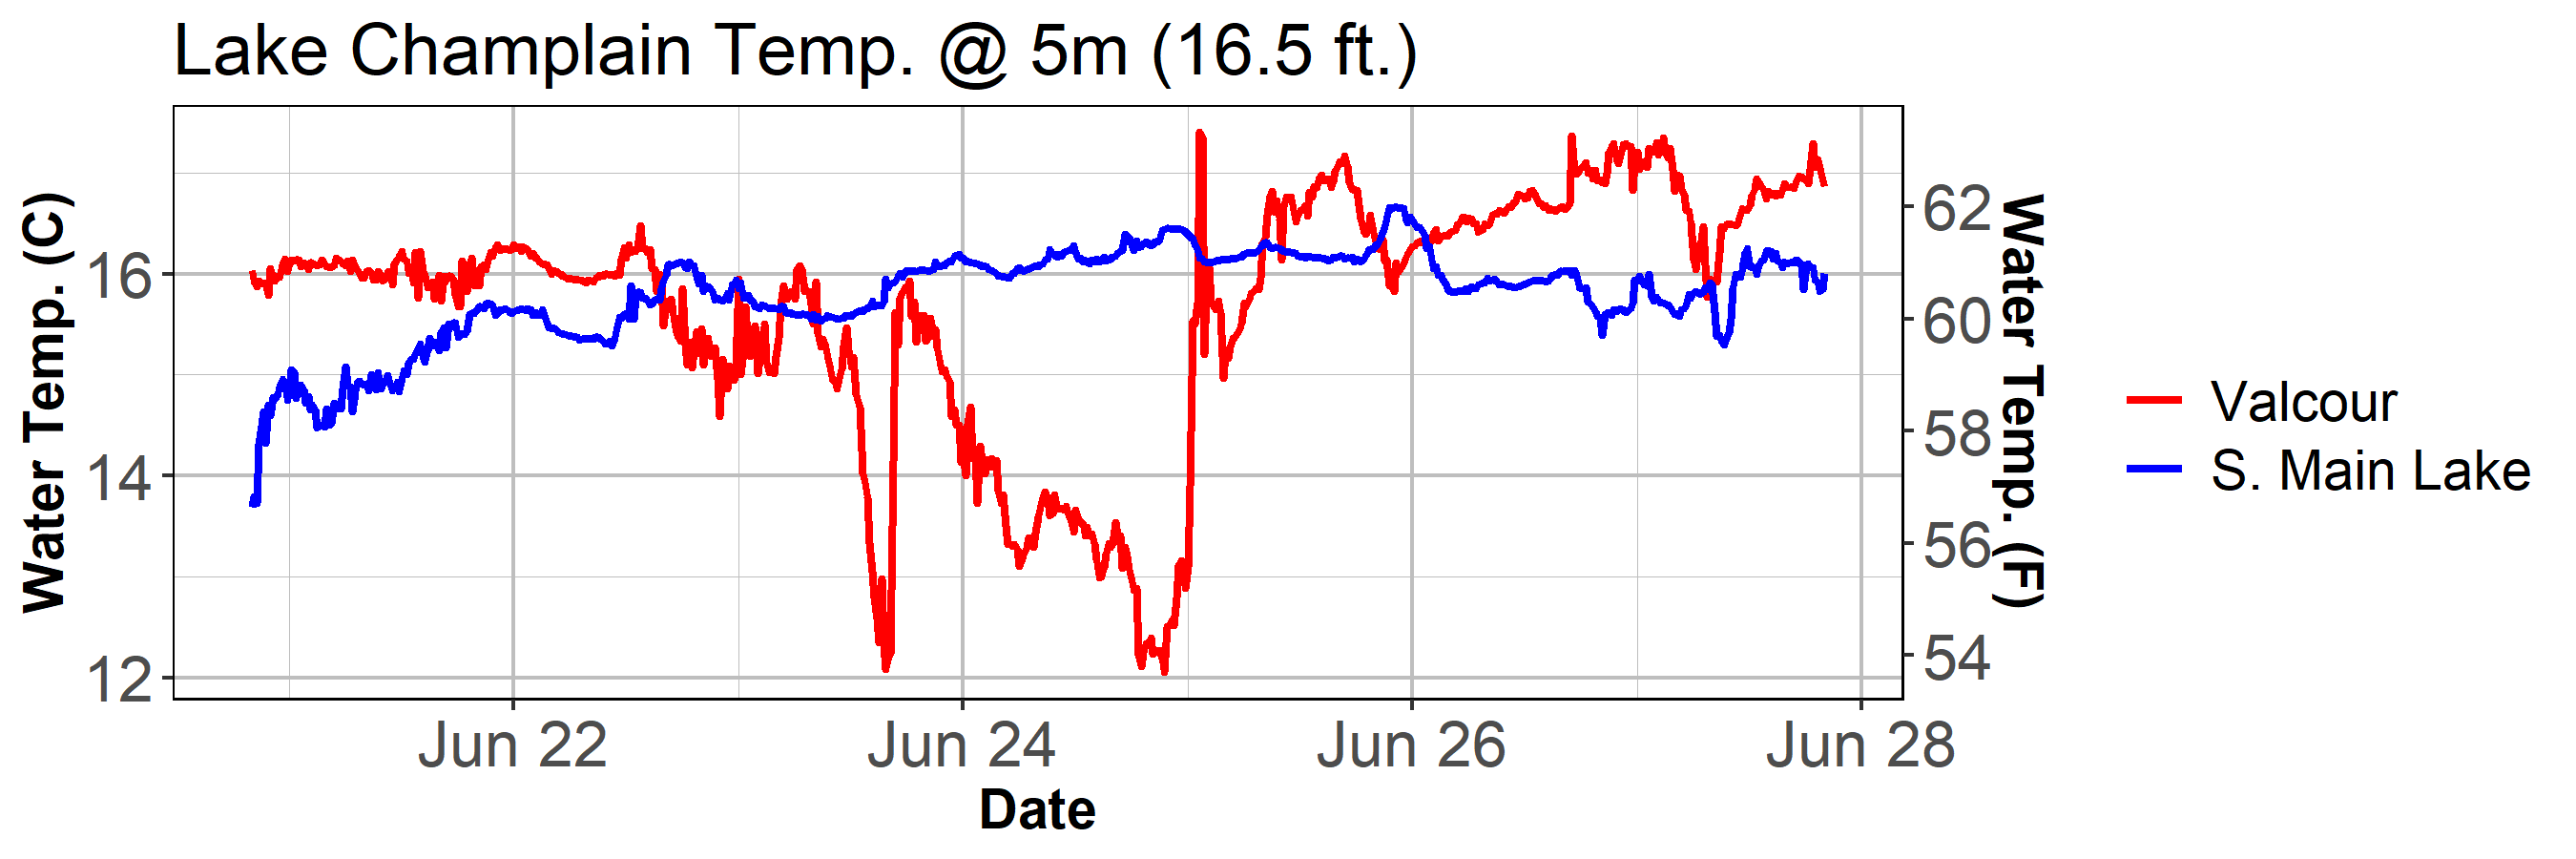 Lake Champlain Temp. @ 5m (16.5 ft.)
Water Temp. (C)
16
14
12
62
60
58
56
54
Water Temp. (F)
Jun 22
Jun 24
Jun 26
Jun 28
Date
Valcour
S. Main Lake